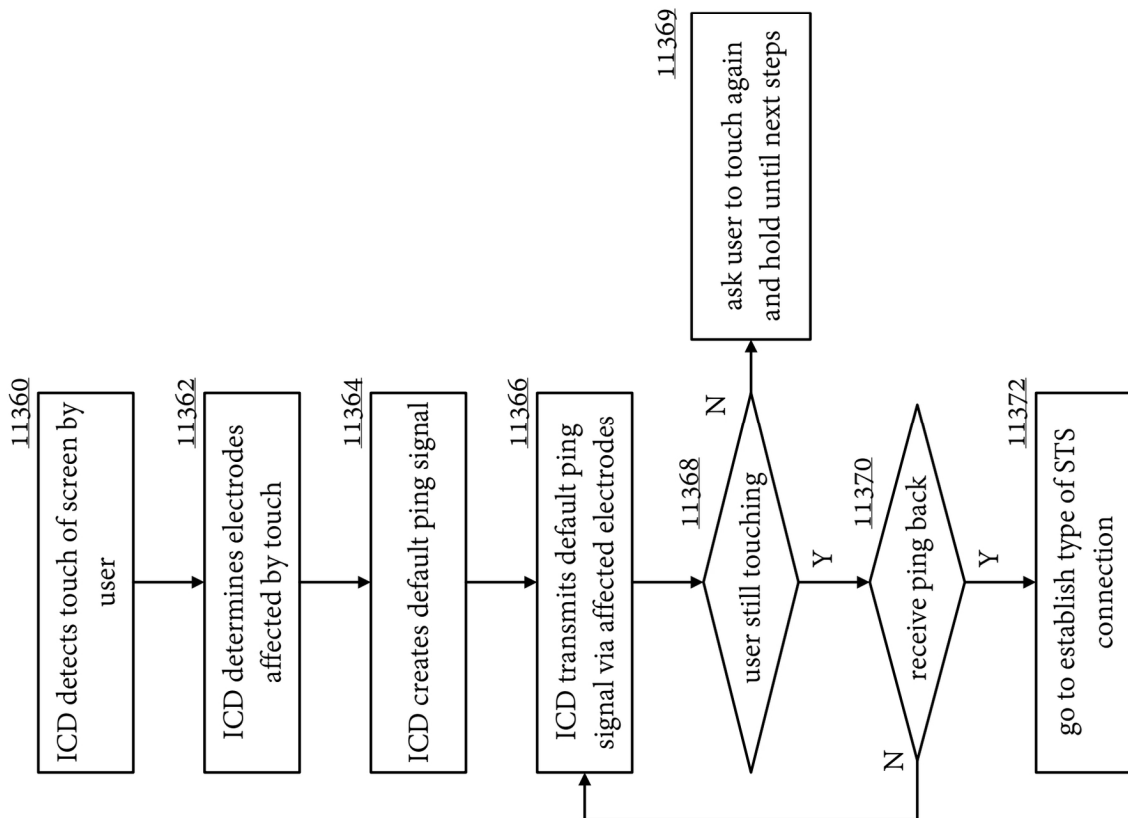 11360
ICD detects touch of screen by
user
11362
ICD determines electrodes
affected by touch
11364
ICD creates default ping signal
11366
ICD transmits default ping
signal via affected electrodes
11368
user still touching
N
Y
11369
ask user to touch again
and hold until next steps
11370
receive ping back
N
Y
11372
go to establish type of STS
connection